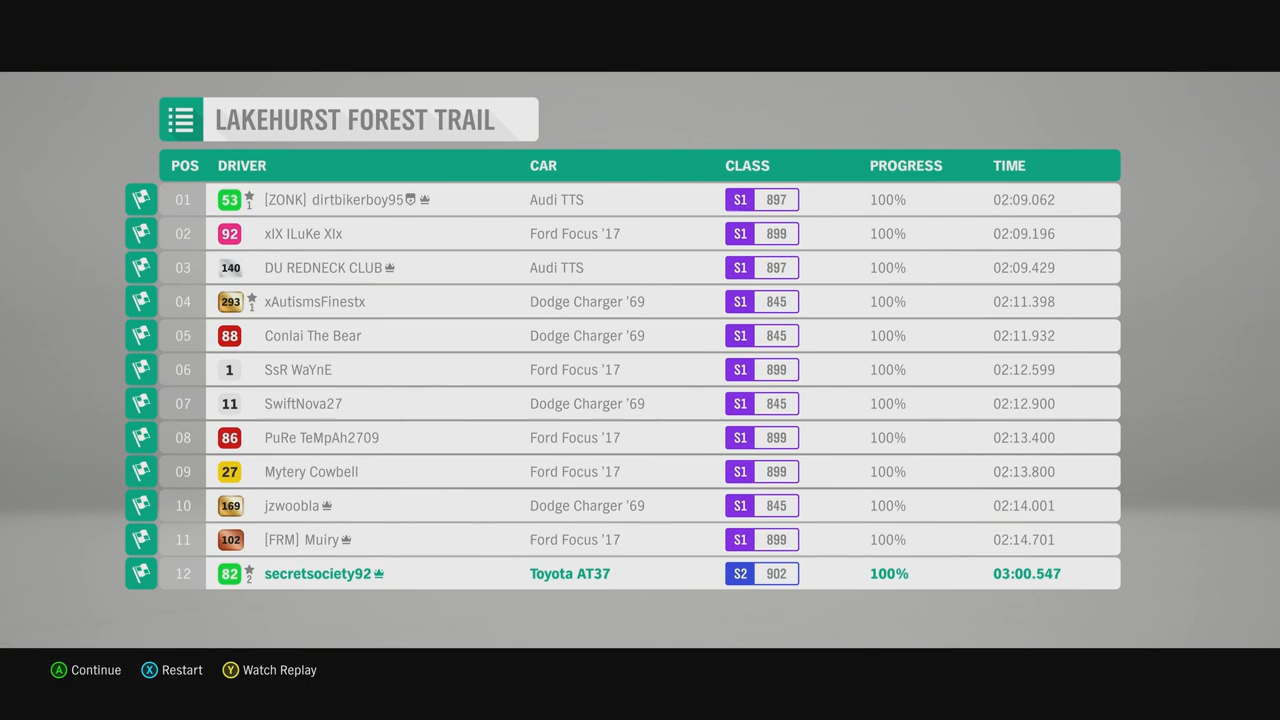 LAKEHURST FOREST TRAIL
POS DRIVER CAR CLASS PROGRESS TIME
01 53 1 [ZONK] dirtbikerboy95 Audi TTS S1 897 100% 02:09.062
02 92 xIX ILuKe XIx Ford Focus '17 S1 899 100% 02:09.196
03 140 DU REDNECK CLUB Audi TTS S1 897 100% 02:09.429
04 293 1 xAutismsFinestx Dodge Charger '69 S1 845 100% 02:11.398
05 88 Conlai The Bear Dodge Charger '69 S1 845 100% 02:11.932
06 1 SsR WaYnE Ford Focus '17 S1 899 100% 02:12.599
07 11 SwiftNova27 Dodge Charger '69 S1 845 100% 02:12.900
08 86 PuRe TeMpAh2709 Ford Focus '17 S1 899 100% 02:13.400
09 27 Mytery Cowbell Ford Focus '17 S1 899 100% 02:13.800
10 169 jzwoobla Dodge Charger '69 S1 845 100% 02:14.001
11 102 [FRM] Muiry Ford Focus '17 S1 899 100% 02:14.701
12 82 2 secretsociety92 Toyota AT37 S2 902 100% 03:00.547
A Continue X Restart Y Watch Replay